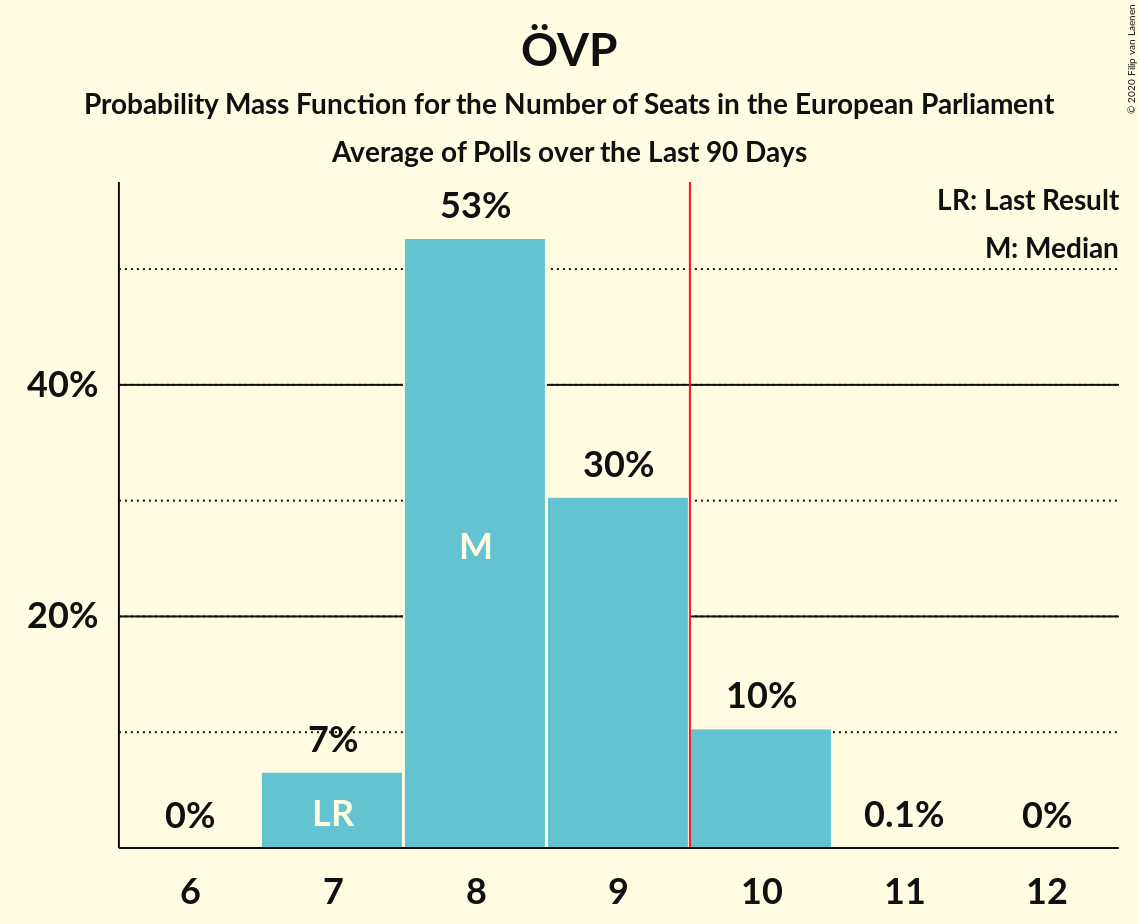 ÖVP
Probability Mass Function for the Number of Seats in the European Parliament
Average of Polls over the Last 90 Days
© 2020 Filip van Laenen
LR: Last Result
M: Median
53%
40%
30%
M
20%
10%
7%
LR
0%
0.1%
0%
6 7 8 9 10 11 12